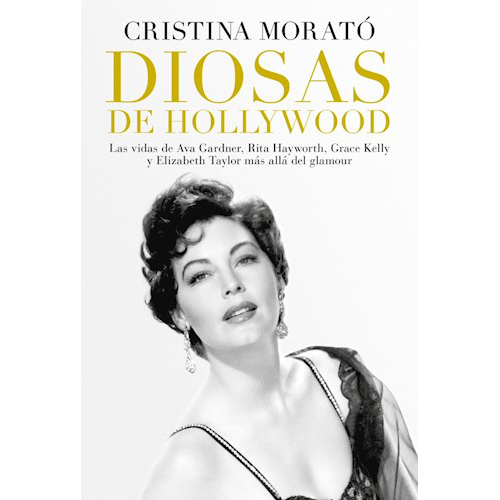 CRISTINA MORATÓ
DIOSAS
DE HOLLYWOOD
Las vidas de Ava Gardner, Rita Hayworth, Grace Kelly
y Elizabeth Taylor más allá del glamour